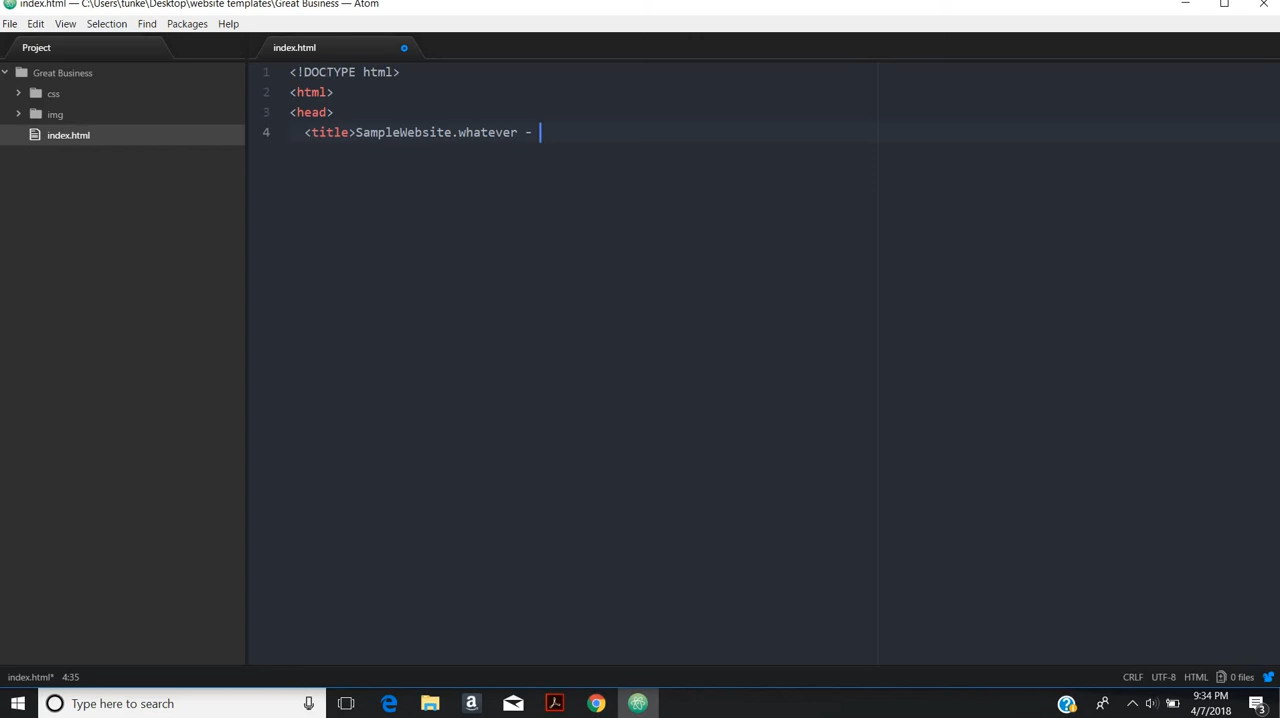 index.html — C:\Users\tunke\Desktop\website templates\Great Business — Atom
File Edit View Selection Find Packages Help
Project
index.html
Great Business
css
img
index.html
1 <!DOCTYPE html>
2 <html>
3 <head>
4 <title>SampleWebsite.whatever -
index.html* 4:35
CRLF UTF-8 HTML 0 files
Type here to search
a
9:34 PM
4/7/2018
3